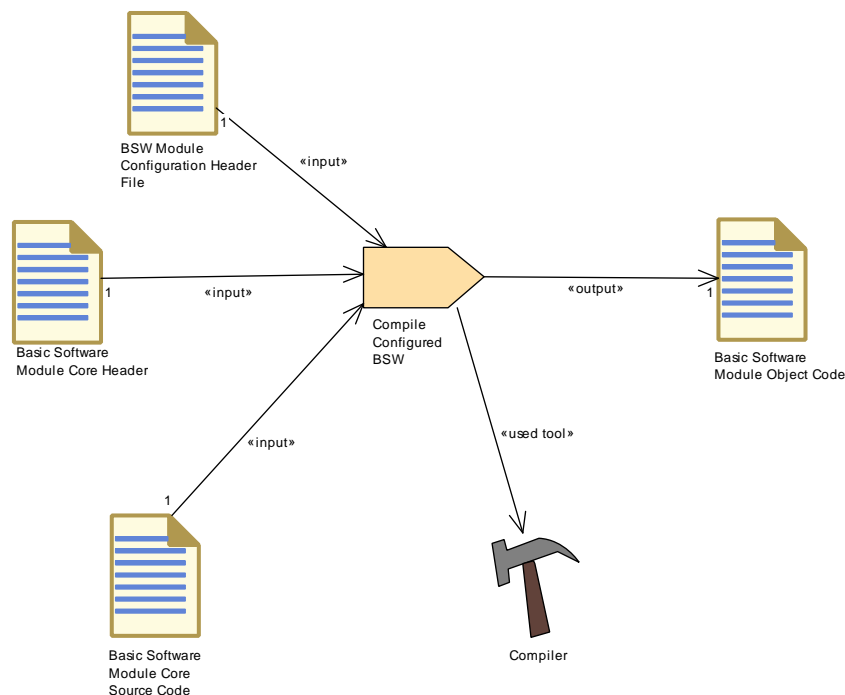 1
BSW Module
Configuration Header
File
«input»
1
Basic Software
Module Core Header
«input»
Compile
Configured
BSW
«output»
1
Basic Software
Module Object Code
«input»
«used tool»
1
Basic Software
Module Core
Source Code
Compiler